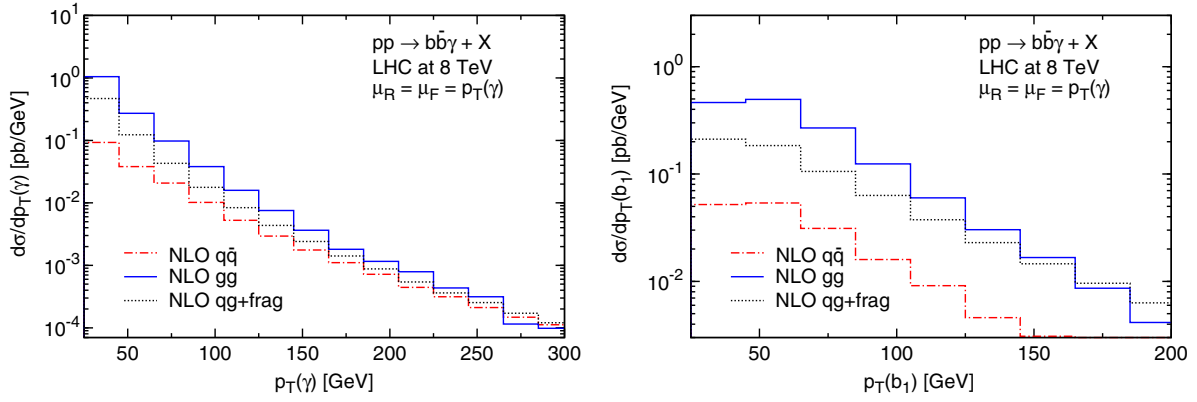 10¹
10⁰
10⁻¹
10⁻²
10⁻³
10⁻⁴
dσ/dp_T(γ) [pb/GeV]
pp → bb̄γ + X
LHC at 8 TeV
μ_R = μ_F = p_T(γ)
NLO qq̄
NLO gg
NLO qg+frag
50 100 150 200 250 300
p_T(γ) [GeV]
10⁰
10⁻¹
10⁻²
dσ/dp_T(b₁) [pb/GeV]
pp → bb̄γ + X
LHC at 8 TeV
μ_R = μ_F = p_T(γ)
NLO qq̄
NLO gg
NLO qg+frag
50 100 150 200
p_T(b₁) [GeV]